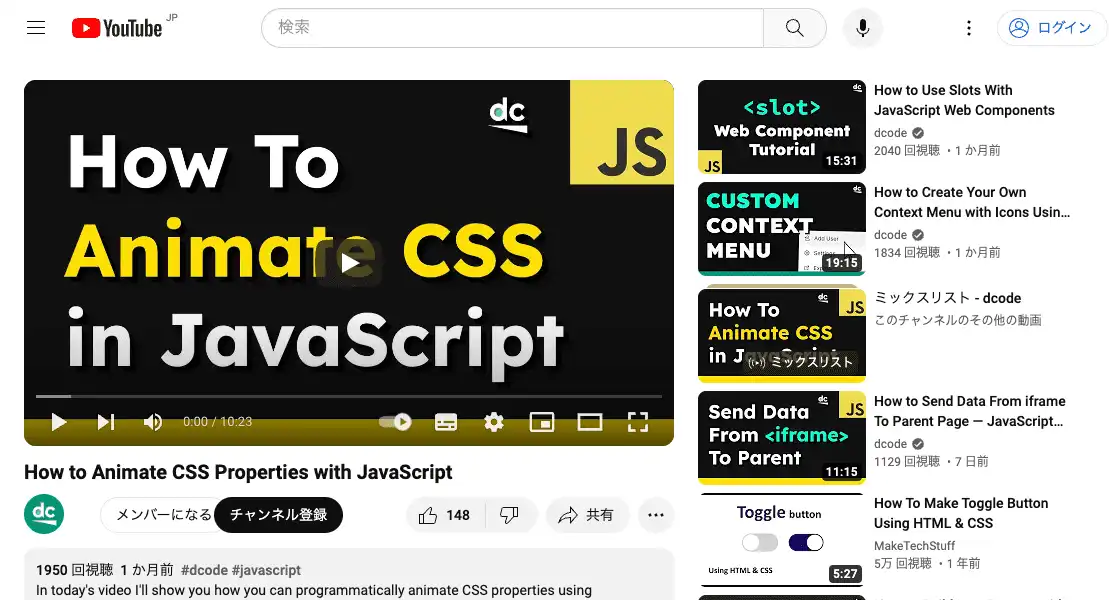 YouTube JP
検索
ログイン
dc
JS
How To
Animate CSS
in JavaScript
0:00 / 10:23
How to Animate CSS Properties with JavaScript
dc
メンバーになる
チャンネル登録
148
共有
1950 回視聴 1 か月前 #dcode #javascript
In today's video I'll show you how you can programmatically animate CSS properties using
dc
<slot>
Web Component
Tutorial
JS
15:31
How to Use Slots With
JavaScript Web Components
dcode
2040 回視聴 ・1 か月前
dc
CUSTOM
CONTEXT
MENU
Add User
19:15
How to Create Your Own
Context Menu with Icons Usin...
dcode
1834 回視聴 ・1 か月前
dc
JS
How To
Animate CSS
in JavaScript
ミックスリスト
ミックスリスト - dcode
このチャンネルのその他の動画
dc
JS
Send Data
From <iframe>
To Parent
11:15
How to Send Data From iframe
To Parent Page — JavaScript...
dcode
1129 回視聴 ・7 日前
Toggle button
Using HTML & CSS
5:27
How To Make Toggle Button
Using HTML & CSS
MakeTechStuff
5万 回視聴 ・1 年前